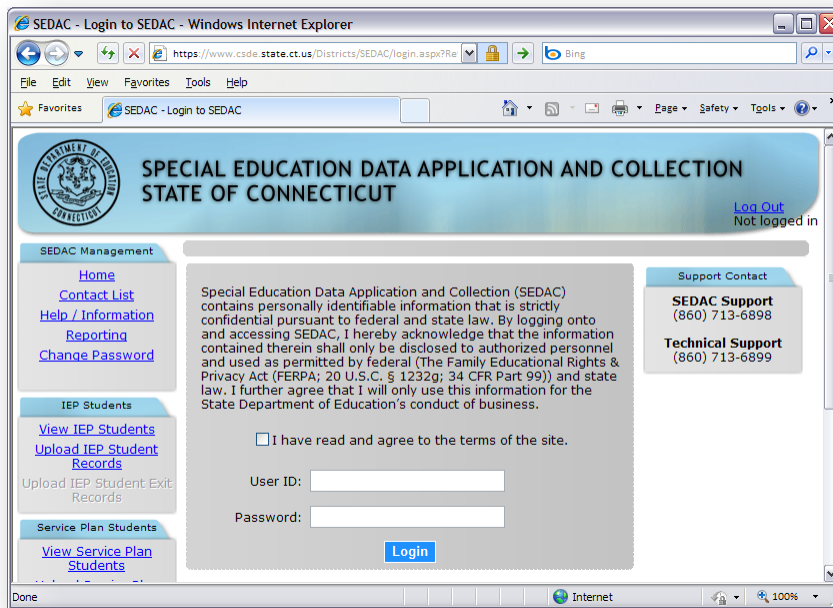 SEDAC - Login to SEDAC - Windows Internet Explorer
https://www.csde.state.ct.us/Districts/SEDAC/login.aspx?Re
Bing
File Edit View Favorites Tools Help
Favorites
SEDAC - Login to SEDAC
Page Safety Tools
STATE DEPARTMENT OF EDUCATION
CONNECTICUT
SPECIAL EDUCATION DATA APPLICATION AND COLLECTION
STATE OF CONNECTICUT
Log Out
Not logged in
SEDAC Management
Home
Contact List
Help / Information
Reporting
Change Password
IEP Students
View IEP Students
Upload IEP Student
Records
Upload IEP Student Exit
Records
Service Plan Students
View Service Plan
Students
Special Education Data Application and Collection (SEDAC)
contains personally identifiable information that is strictly
confidential pursuant to federal and state law. By logging onto
and accessing SEDAC, I hereby acknowledge that the information
contained therein shall only be disclosed to authorized personnel
and used as permitted by federal (The Family Educational Rights &
Privacy Act (FERPA; 20 U.S.C. § 1232g; 34 CFR Part 99)) and state
law. I further agree that I will only use this information for the
State Department of Education´s conduct of business.
I have read and agree to the terms of the site.
User ID:
Password:
Login
Support Contact
SEDAC Support
(860) 713-6898
Technical Support
(860) 713-6899
Done
Internet
100%